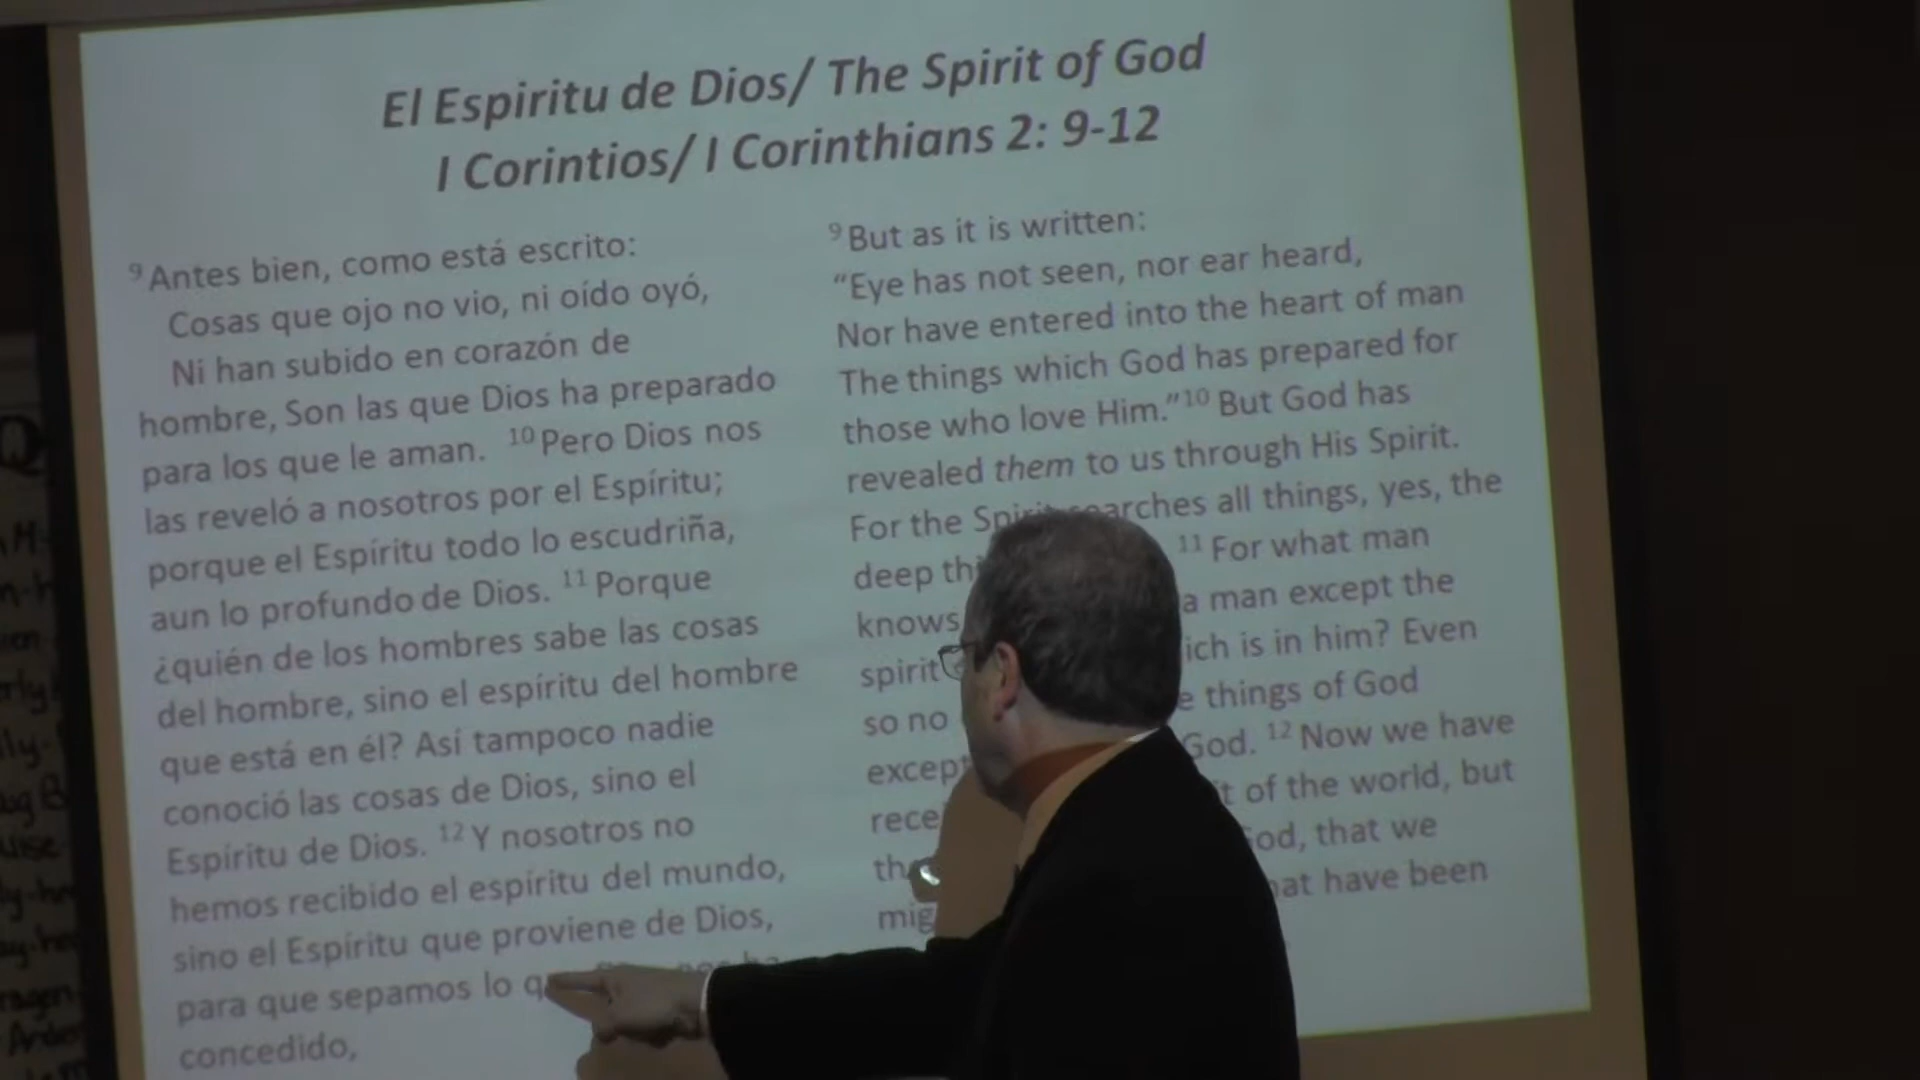 El Espiritu de Dios/ The Spirit of God
I Corintios/ I Corinthians 2: 9-12
9 Antes bien, como está escrito:
Cosas que ojo no vio, ni oído oyó,
Ni han subido en corazón de
hombre, Son las que Dios ha preparado
para los que le aman. 10 Pero Dios nos
las reveló a nosotros por el Espíritu;
porque el Espíritu todo lo escudriña,
aun lo profundo de Dios. 11 Porque
¿quién de los hombres sabe las cosas
del hombre, sino el espíritu del hombre
que está en él? Así tampoco nadie
conoció las cosas de Dios, sino el
Espíritu de Dios. 12 Y nosotros no
hemos recibido el espíritu del mundo,
sino el Espíritu que proviene de Dios,
para que sepamos lo
concedido,
9 But as it is written:
“Eye has not seen, nor ear heard,
Nor have entered into the heart of man
The things which God has prepared for
those who love Him.” 10 But God has
revealed them to us through His Spirit.
For the Spirit searches all things, yes, the
deep 11 For what man
knows a man except the
spirit is in him? Even
so no things of God
except God. 12 Now we have
of the world, but
God, that we
have been